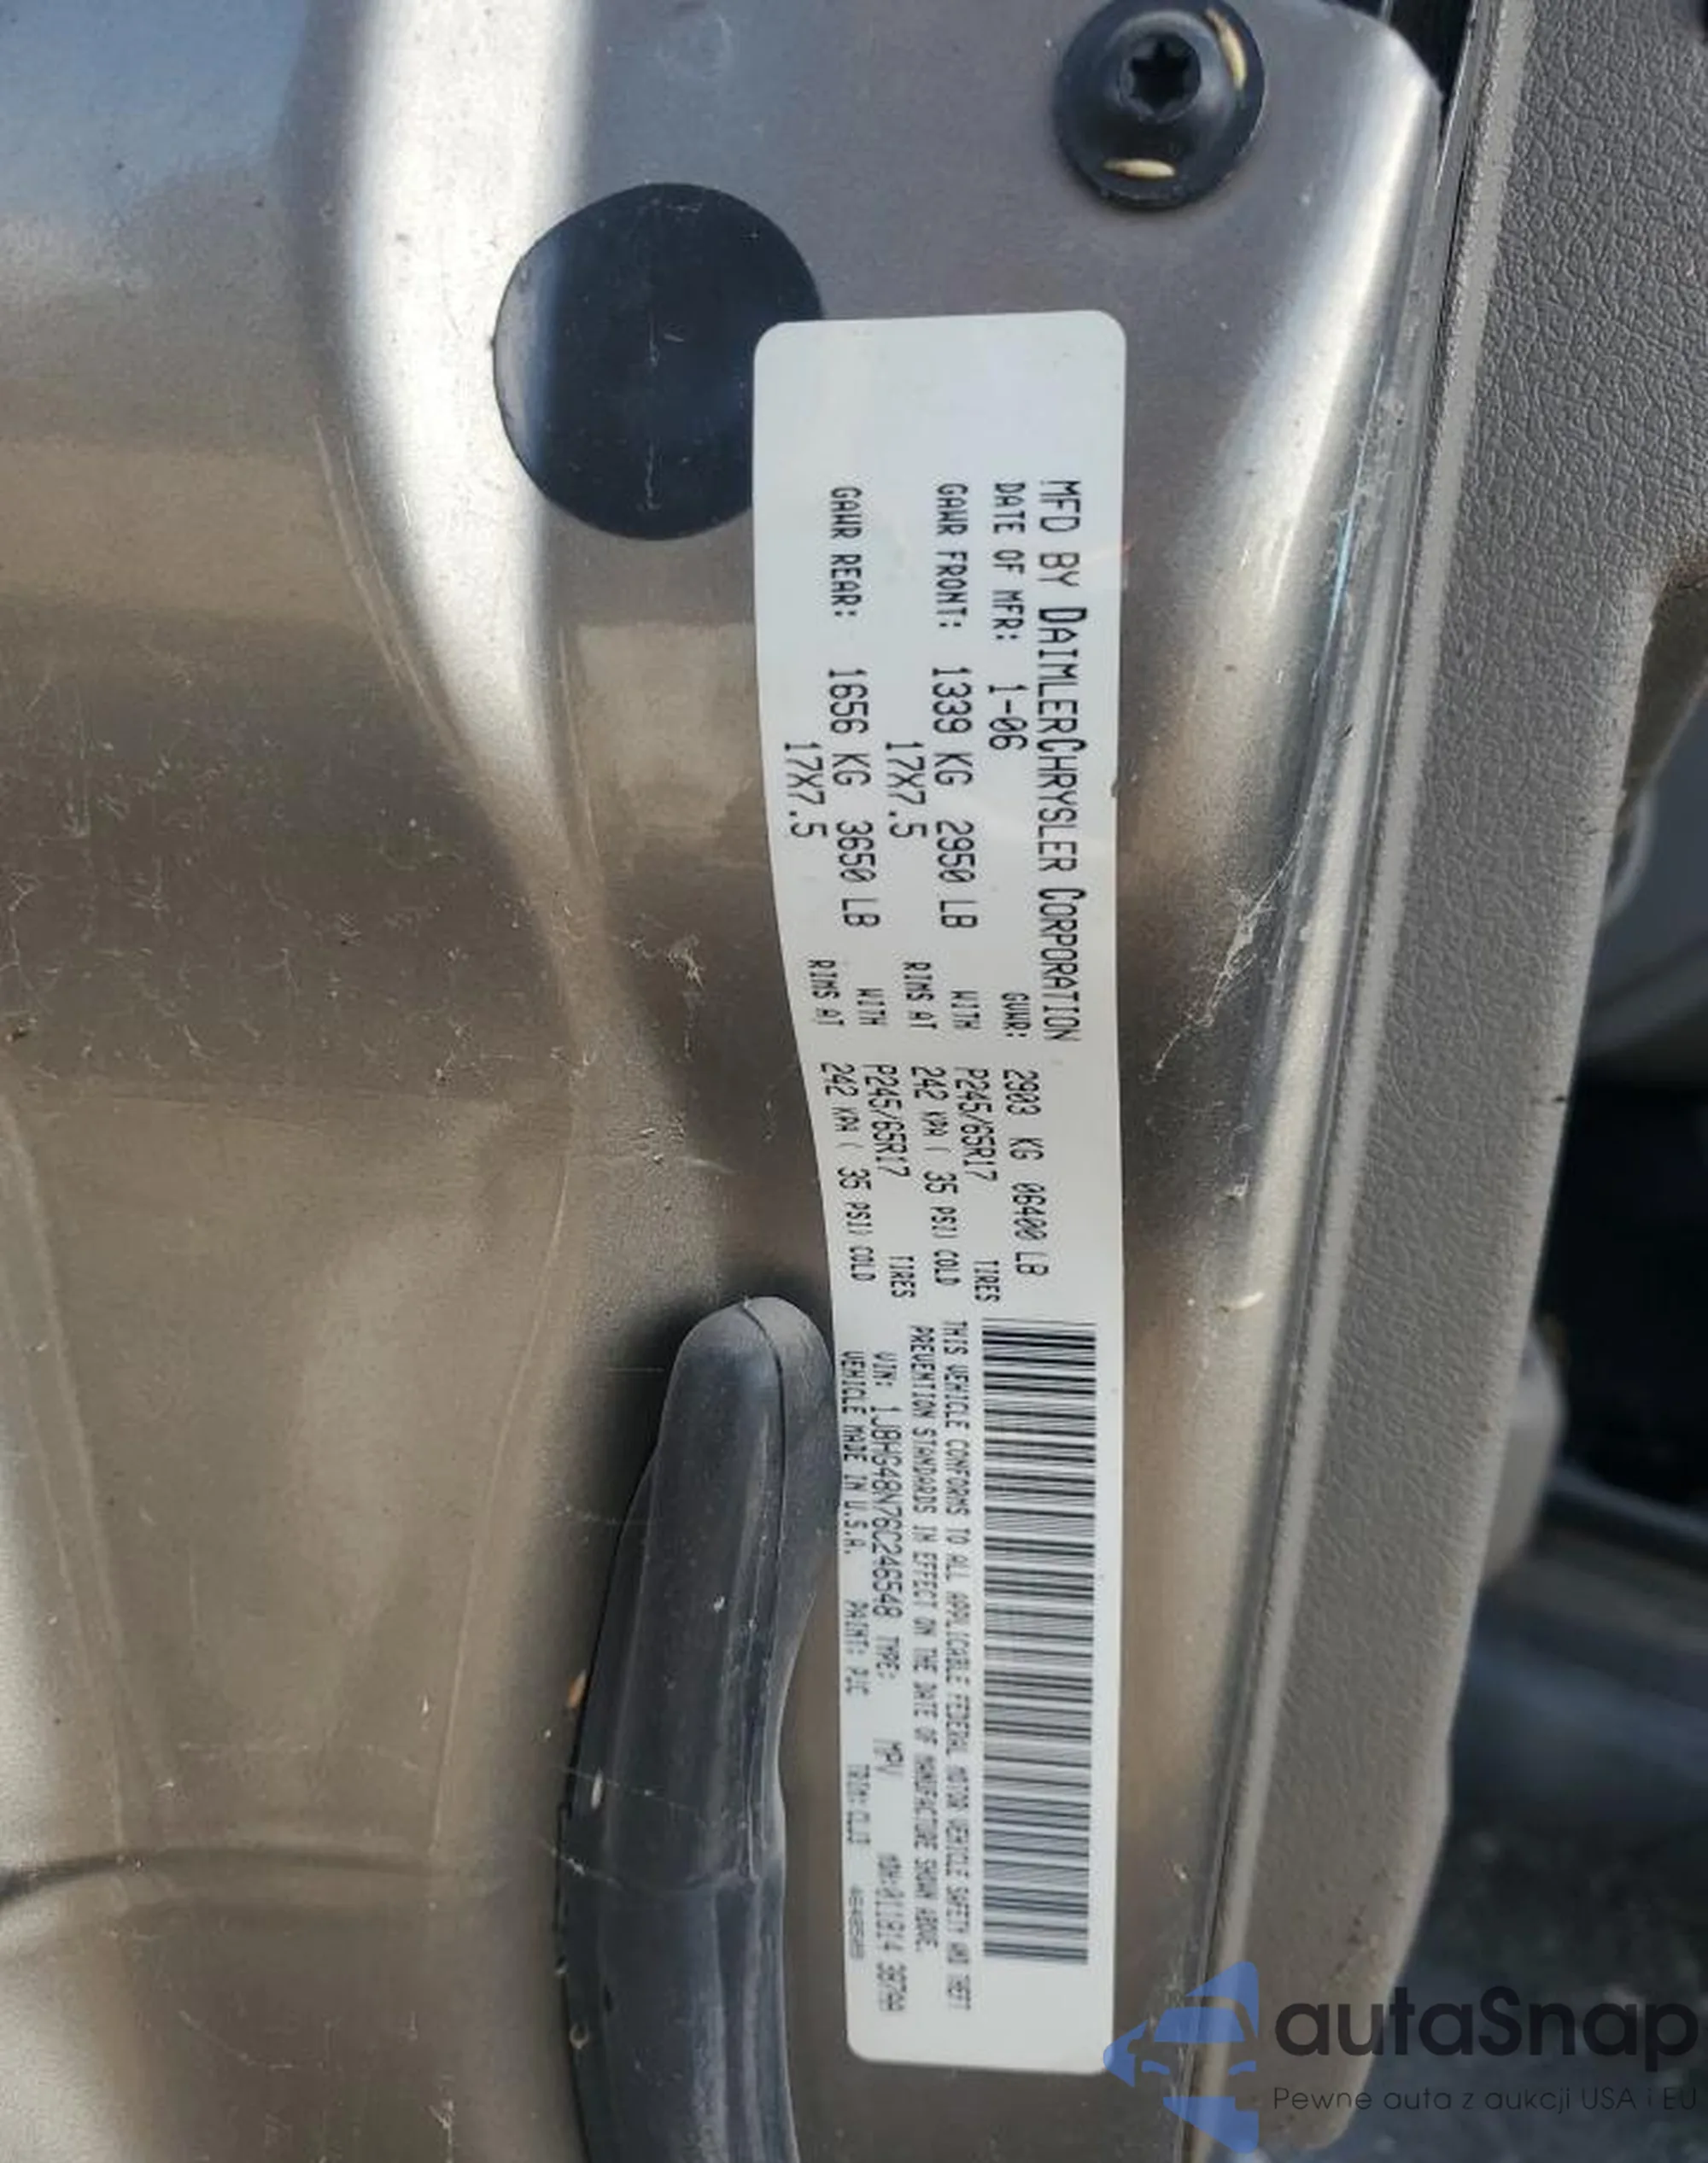 MFD BY DAIMLERCHRYSLER CORPORATION
DATE OF MFR: 1-06 GVWR: 2903 KG 06400 LB
GAWR FRONT: 1339 KG 2950 LB WITH P245/65R17 TIRES
17X7.5 RIMS AT 242 KPA ( 35 PSI) COLD
GAWR REAR: 1656 KG 3650 LB WITH P245/65R17 TIRES
17X7.5 RIMS AT 242 KPA ( 35 PSI) COLD
THIS VEHICLE CONFORMS TO ALL APPLICABLE FEDERAL MOTOR VEHICLE SAFETY AND THEFT
PREVENTION STANDARDS IN EFFECT ON THE DATE OF MANUFACTURE SHOWN ABOVE.
VIN: 1J8HG48N76C246548 TYPE: MPV
VEHICLE MADE IN U.S.A. PAINT: PJC TRIM:
autaSnap
Pewne auta z aukcji USA i EU